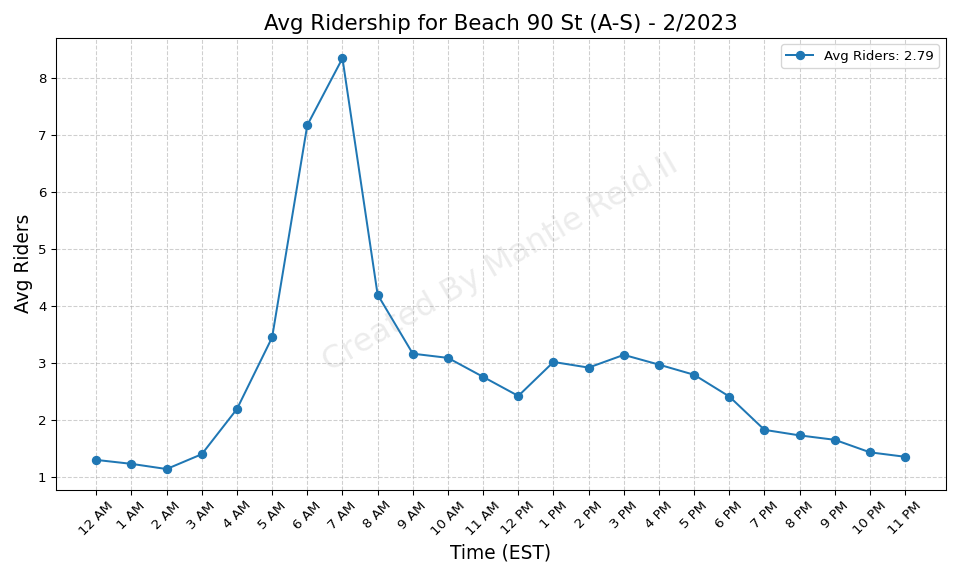 Avg Ridership for Beach 90 St (A-S) - 2/2023
Avg Riders: 2.79
Avg Riders
8
7
6
5
4
3
2
1
Created By Mantle Reid II
12 AM
1 AM
2 AM
3 AM
4 AM
5 AM
6 AM
7 AM
8 AM
9 AM
10 AM
11 AM
12 PM
1 PM
2 PM
3 PM
4 PM
5 PM
6 PM
7 PM
8 PM
9 PM
10 PM
11 PM
Time (EST)